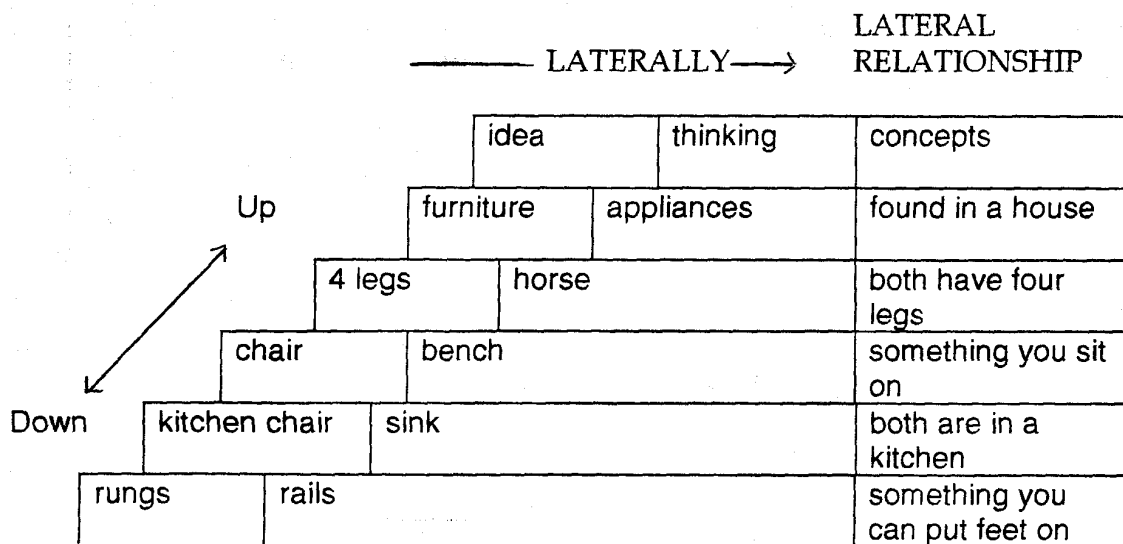 LATERAL
LATERALLY RELATIONSHIP
idea thinking concepts
Up furniture appliances found in a house
4 legs horse both have four
legs
chair bench something you sit
on
Down kitchen chair sink both are in a
kitchen
rungs rails something you
can put feet on